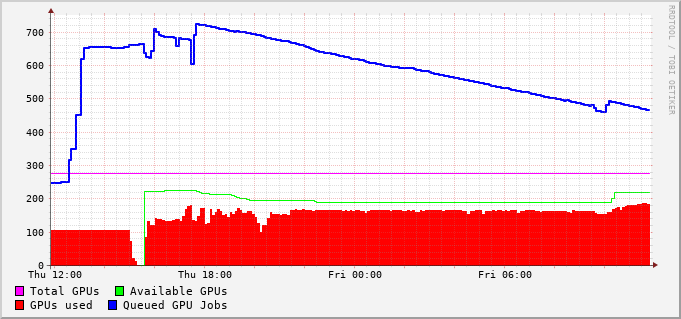 700
600
500
400
300
200
100
0
Thu 12:00 Thu 18:00 Fri 00:00 Fri 06:00
Total GPUs Available GPUs
GPUs used Queued GPU Jobs
RRDTOOL / TOBI OETIKER